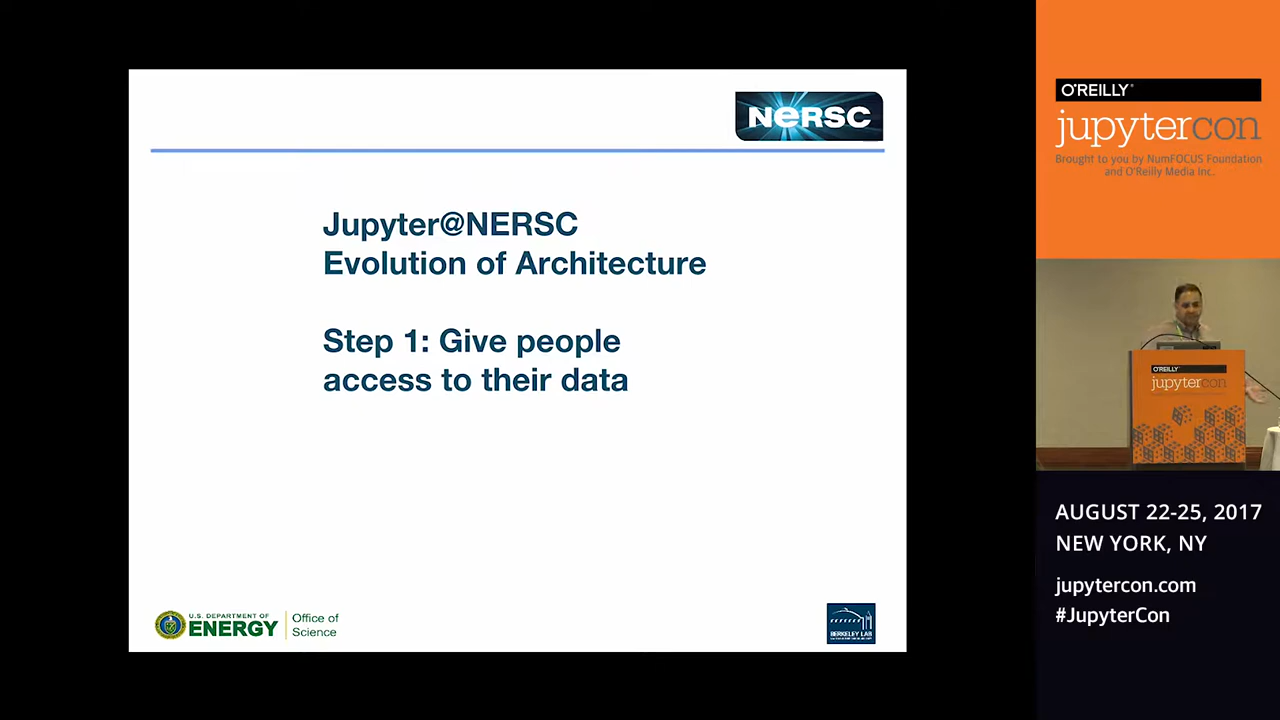 NERSC
Jupyter@NERSC
Evolution of Architecture
Step 1: Give people
access to their data
U.S. DEPARTMENT OF
ENERGY
Office of
Science
BERKELEY LAB
O'REILLY®
jupytercon
Brought to you by NumFOCUS Foundation
and O'Reilly Media Inc.
O'REILLY®
jupytercon
AUGUST 22-25, 2017
NEW YORK, NY
jupytercon.com
#JupyterCon